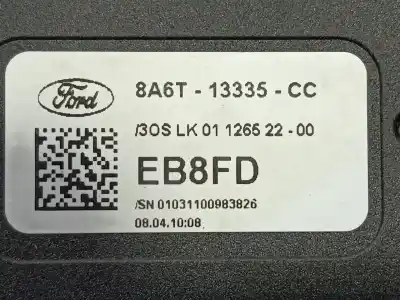 Ford
8A6T - 13335 - CC
/3OS LK 01 1265 22 - 00
EB8FD
/SN 01031100983826
08.04.10:08